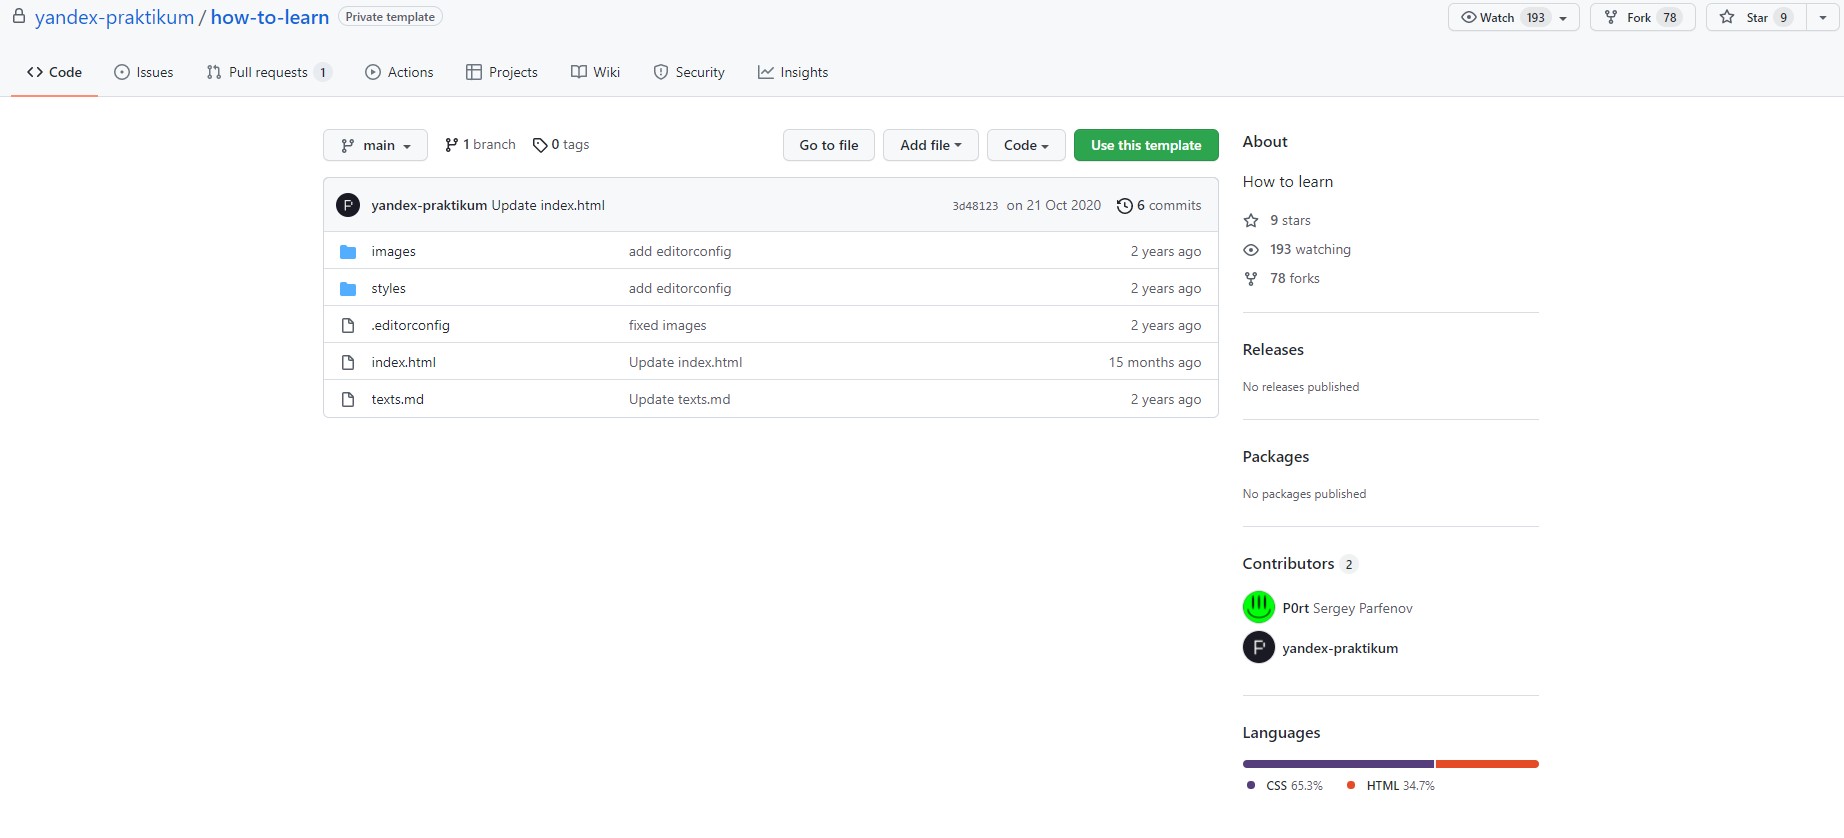 yandex-praktikum / how-to-learn Private template Watch 193 Fork 78 Star 9
Code Issues Pull requests 1 Actions Projects Wiki Security Insights
main 1 branch 0 tags Go to file Add file Code Use this template
yandex-praktikum Update index.html 3d48123 on 21 Oct 2020 6 commits
images add editorconfig 2 years ago
styles add editorconfig 2 years ago
.editorconfig fixed images 2 years ago
index.html Update index.html 15 months ago
texts.md Update texts.md 2 years ago
About
How to learn
9 stars
193 watching
78 forks
Releases
No releases published
Packages
No packages published
Contributors 2
P0rt Sergey Parfenov
yandex-praktikum
Languages
CSS 65.3% HTML 34.7%